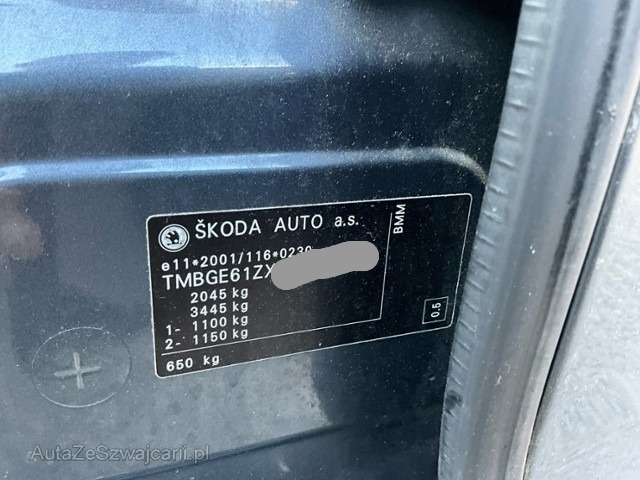 ŠKODA AUTO a.s.
BMM
e11*2001/116*0230
TMBGE61ZX
2045 kg
3445 kg
1- 1100 kg
2- 1150 kg
0.5
650 kg
AutaZeSzwajcarii.pl